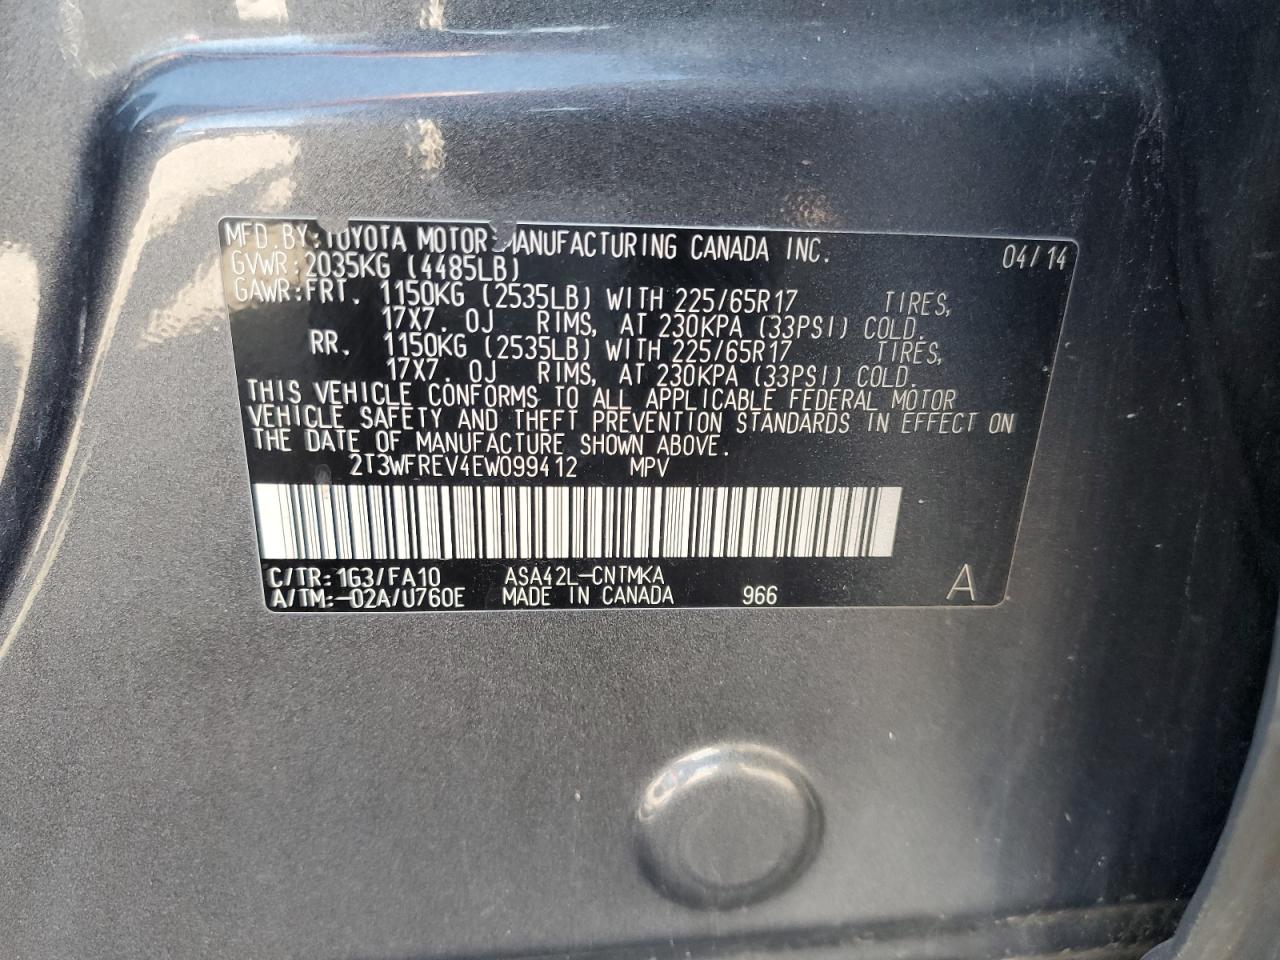 MFD. BY: TOYOTA MOTOR MANUFACTURING CANADA INC. 04/14
GVWR: 2035KG (4485LB)
GAWR: FRT. 1150KG (2535LB) WITH 225/65R17 TIRES,
17X7. 0J RIMS, AT 230KPA (33PSI) COLD.
RR. 1150KG (2535LB) WITH 225/65R17 TIRES,
17X7. 0J RIMS, AT 230KPA (33PSI) COLD.
THIS VEHICLE CONFORMS TO ALL APPLICABLE FEDERAL MOTOR
VEHICLE SAFETY AND THEFT PREVENTION STANDARDS IN EFFECT ON
THE DATE OF MANUFACTURE SHOWN ABOVE.
2T3WFREV4EW099412 MPV
C/TR: 1G3/FA10 ASA42L-CNTMKA
A/TM: -02A/U760E MADE IN CANADA 966 A